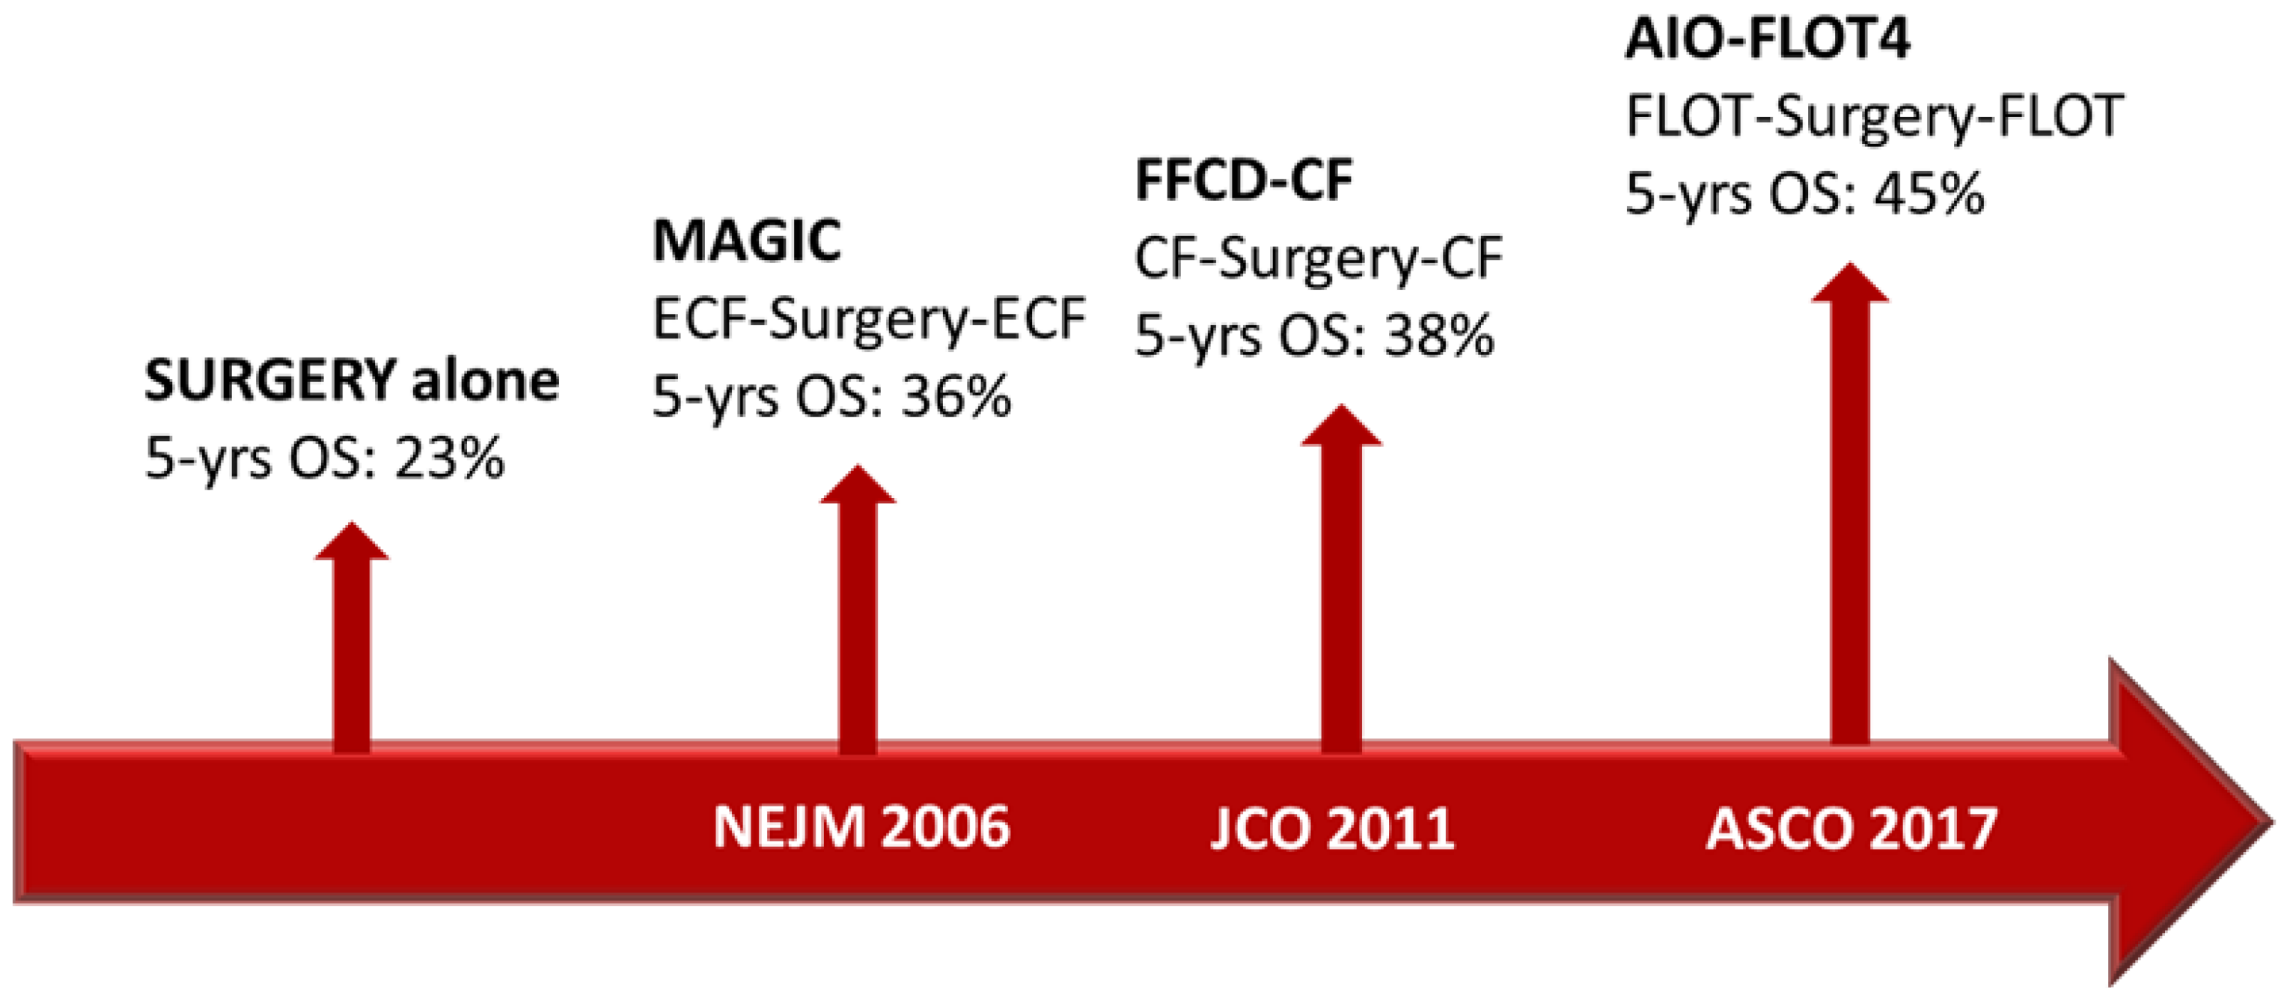 SURGERY alone
5-yrs OS: 23%
MAGIC
ECF-Surgery-ECF
5-yrs OS: 36%
FFCD-CF
CF-Surgery-CF
5-yrs OS: 38%
AIO-FLOT4
FLOT-Surgery-FLOT
5-yrs OS: 45%
NEJM 2006
JCO 2011
ASCO 2017